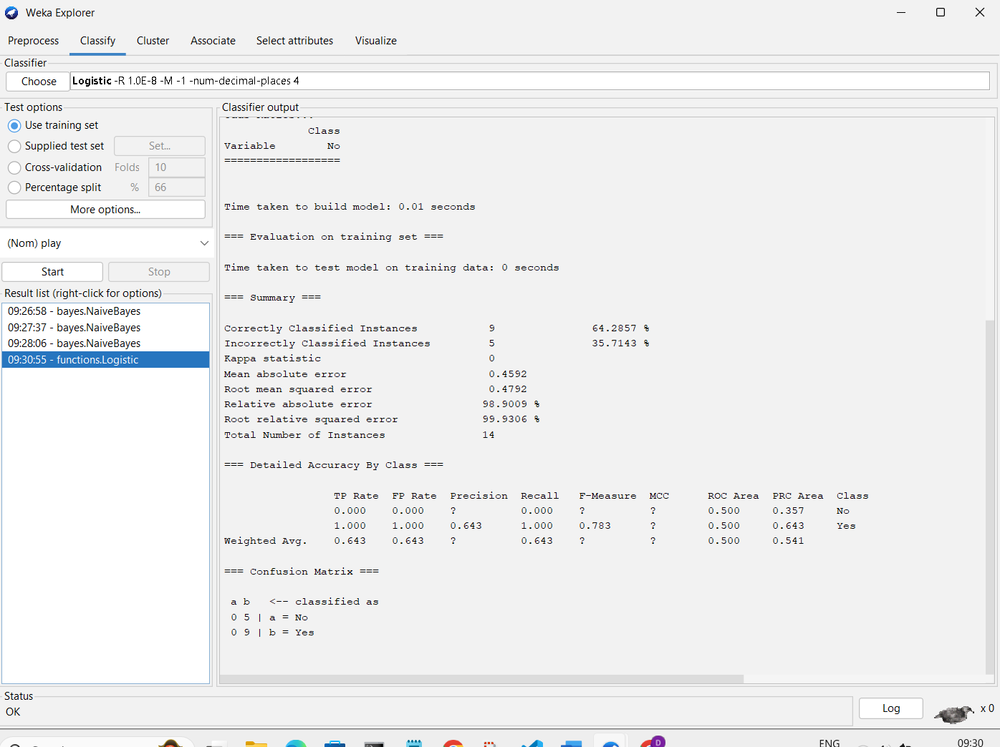 Weka Explorer
Preprocess Classify Cluster Associate Select attributes Visualize
Classifier
Choose Logistic -R 1.0E-8 -M -1 -num-decimal-places 4
Test options
Use training set
Supplied test set Set...
Cross-validation Folds 10
Percentage split % 66
More options...
(Nom) play
Start Stop
Result list (right-click for options)
09:26:58 - bayes.NaiveBayes
09:27:37 - bayes.NaiveBayes
09:28:06 - bayes.NaiveBayes
09:30:55 - functions.Logistic
Classifier output
Class
Variable No
==================
Time taken to build model: 0.01 seconds
=== Evaluation on training set ===
Time taken to test model on training data: 0 seconds
=== Summary ===
Correctly Classified Instances 9 64.2857 %
Incorrectly Classified Instances 5 35.7143 %
Kappa statistic 0
Mean absolute error 0.4592
Root mean squared error 0.4792
Relative absolute error 98.9009 %
Root relative squared error 99.9306 %
Total Number of Instances 14
=== Detailed Accuracy By Class ===
TP Rate FP Rate Precision Recall F-Measure MCC ROC Area PRC Area Class
0.000 0.000 ? 0.000 ? ? 0.500 0.357 No
1.000 1.000 0.643 1.000 0.783 ? 0.500 0.643 Yes
Weighted Avg. 0.643 0.643 ? 0.643 ? ? 0.500 0.541
=== Confusion Matrix ===
a b <-- classified as
0 5 | a = No
0 9 | b = Yes
Status
OK
Log
x 0
D
ENG
09:30